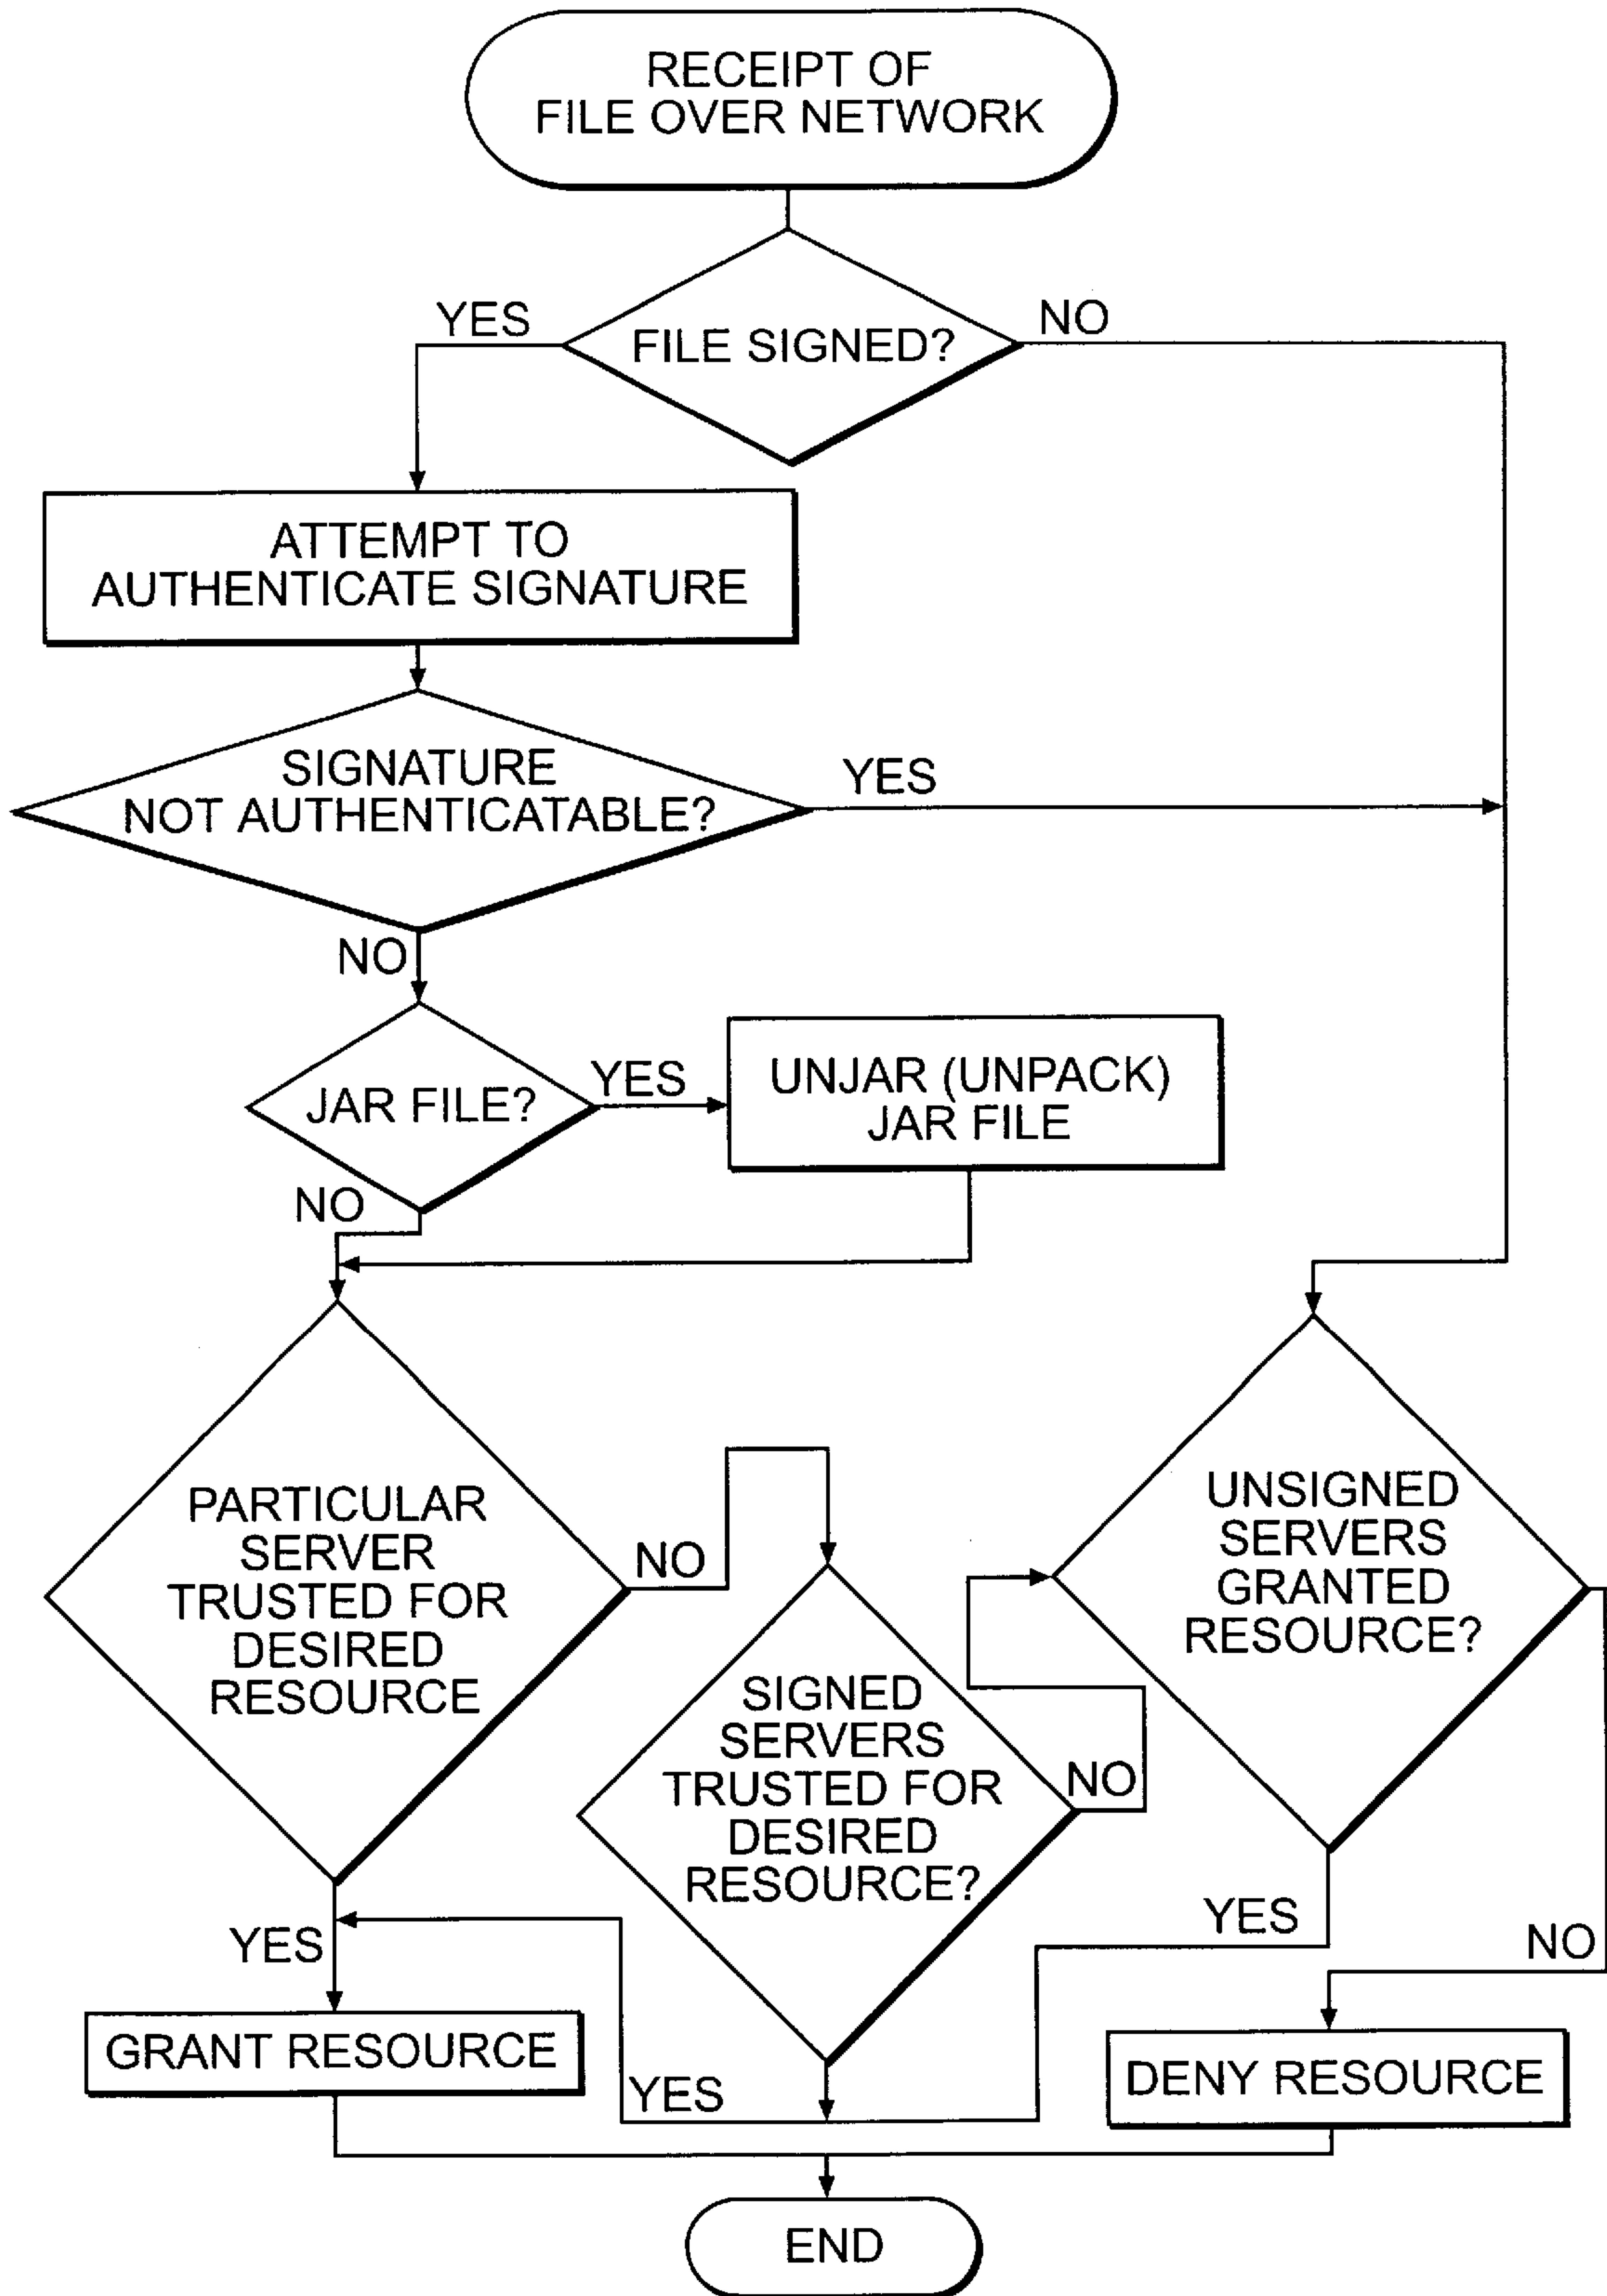 RECEIPT OF
FILE OVER NETWORK
FILE SIGNED?
YES
NO
ATTEMPT TO
AUTHENTICATE SIGNATURE
SIGNATURE
NOT AUTHENTICATABLE?
YES
NO
JAR FILE?
YES
UNJAR (UNPACK)
JAR FILE
NO
PARTICULAR
SERVER
TRUSTED FOR
DESIRED
RESOURCE
NO
SIGNED
SERVERS
TRUSTED FOR
DESIRED
RESOURCE?
NO
UNSIGNED
SERVERS
GRANTED
RESOURCE?
YES
YES
NO
GRANT RESOURCE
YES
DENY RESOURCE
END